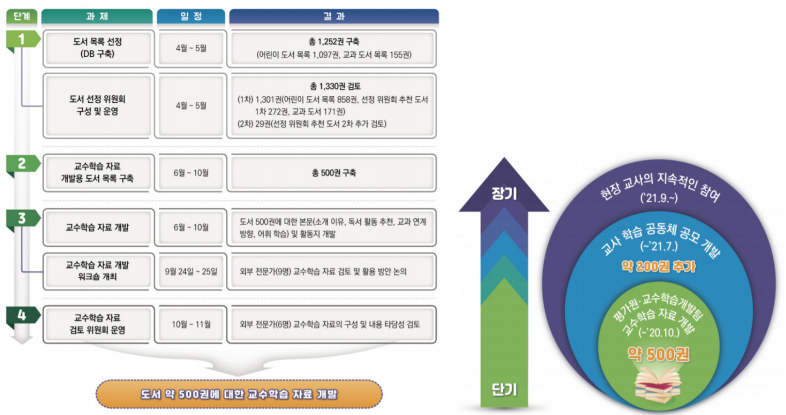 단계 과 제 일 정 결 과
1 도서 목록 선정
(DB 구축)
4월 ~ 5월
총 1,252권 구축
(어린이 도서 목록 1,097권, 교과 도서 목록 155권)
도서 선정 위원회
구성 및 운영
4월 ~ 5월
총 1,330권 검토
(1차) 1,301권(어린이 도서 목록 858권, 선정 위원회 추천 도서
1차 272권, 교과 도서 171권)
(2차) 29권(선정 위원회 추천 도서 2차 추가 검토)
2 교수학습 자료
개발용 도서 목록 구축
6월 ~ 10월
총 500권 구축
3 교수학습 자료 개발
6월 ~ 10월
도서 500권에 대한 본문(소개 이유, 독서 활동 추천, 교과 연계
방향, 어휘 학습) 및 활동지 개발
교수학습 자료 개발
워크숍 개최
9월 24일 ~ 25일
외부 전문가(9명) 교수학습 자료 검토 및 활용 방안 논의
4 교수학습 자료
검토 위원회 운영
10월 ~ 11월
외부 전문가(6명) 교수학습 자료의 구성 및 내용 타당성 검토
도서 약 500권에 대한 교수학습 자료 개발
장기
단기
현장 교사의 지속적인 참여
('21.9.~)
교사 학습 공동체 공모 개발
(~'21.7.)
약 200권 추가
평가원·교수학습개발팀
교수학습 자료 개발
(~'20.10.)
약 500권